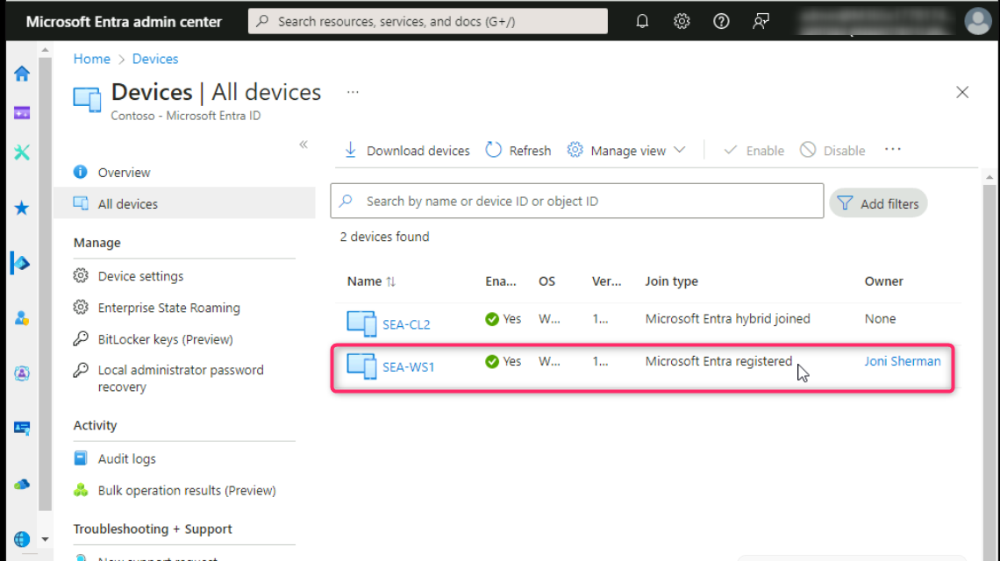 Microsoft Entra admin center
Search resources, services, and docs (G+/)
Home > Devices
Devices | All devices ...
Contoso - Microsoft Entra ID
Overview
All devices
Manage
Device settings
Enterprise State Roaming
BitLocker keys (Preview)
Local administrator password
recovery
Activity
Audit logs
Bulk operation results (Preview)
Troubleshooting + Support
New support request
Download devices Refresh Manage view Enable Disable ...
Search by name or device ID or object ID
Add filters
2 devices found
Name Ena... OS Ver... Join type Owner
SEA-CL2 Yes W... 1... Microsoft Entra hybrid joined None
SEA-WS1 Yes W... 1... Microsoft Entra registered Joni Sherman